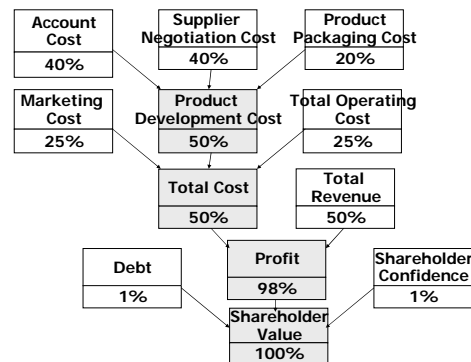 Account
Cost
40%
Supplier
Negotiation Cost
40%
Product
Packaging Cost
20%
Marketing
Cost
25%
Product
Development Cost
50%
Total Operating
Cost
25%
Total Cost
50%
Total
Revenue
50%
Debt
1%
Profit
98%
Shareholder
Confidence
1%
Shareholder
Value
100%